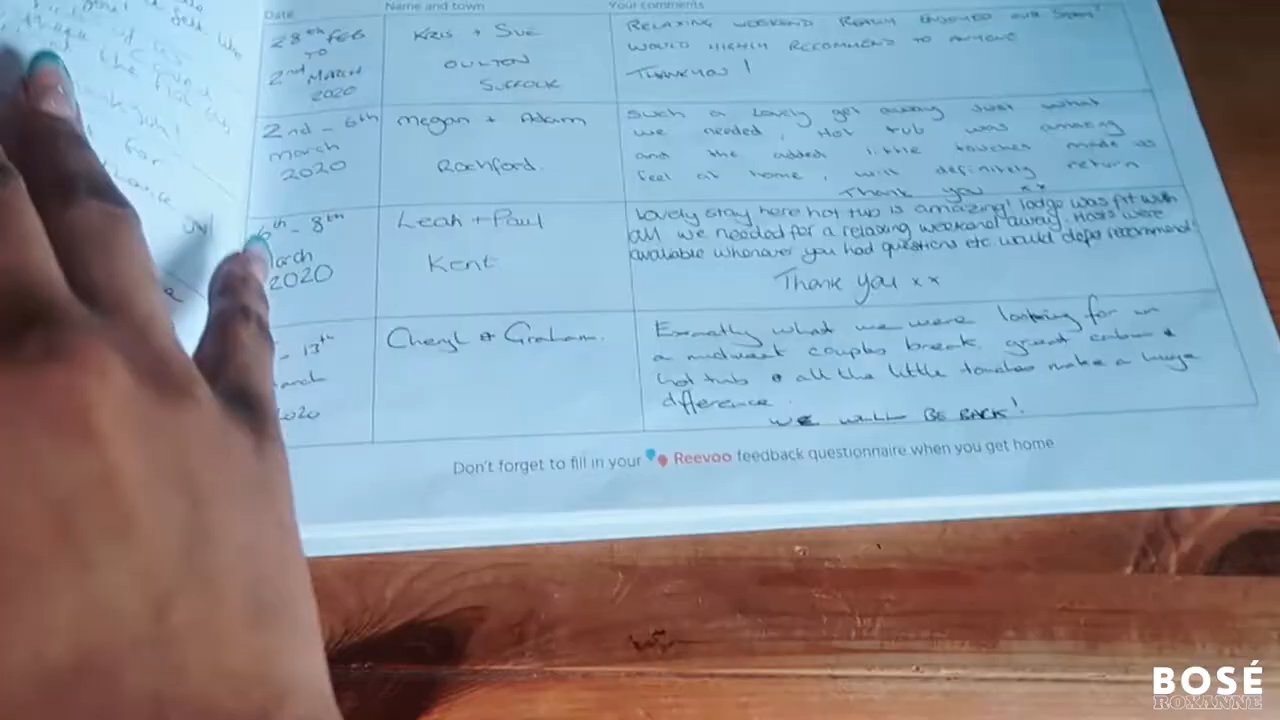 Date
Name and town
Your comments
28th FEB
TO
2nd MARCH
2020
KRIS + SUE
OULTON
SUFFOLK
RELAXING WEEKEND REALLY ENJOYED OUR STAY!
WOULD HIGHLY RECOMMEND TO ANYONE
THANKYOU !
2nd - 6th
march
2020
Megan + Adam
Rochford.
Such a lovely get away just what
we needed, Hot tub was amazing
and the added little touches made us
feel at home, will definitely return
Thank you xx
6th - 8th
arch
2020
Leah + Paul
Kent
Lovely stay here hot tub is amazing! lodge was fit with
all we needed for a relaxing weekend away. Hosts were
available whenever you had questions etc. would recommend!
Thank you x x
- 13th
arch
2020
Cheryl & Graham.
Exactly what we were looking for in
a midweek couples break. great cabin &
hot tub & all the little touches make a huge
difference.
WE WILL BE BACK!
Don't forget to fill in your Reevoo feedback questionnaire when you get home
BOSÉ
ROXANNE